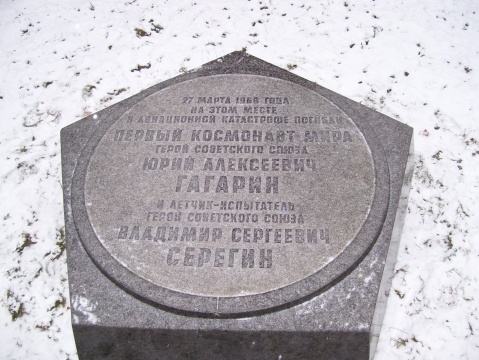 27 МАРТА 1968 ГОДА
НА ЭТОМ МЕСТЕ
В АВИАЦИОННОЙ КАТАСТРОФЕ ПОГИБЛИ
ПЕРВЫЙ КОСМОНАВТ МИРА
ГЕРОЙ СОВЕТСКОГО СОЮЗА
ЮРИЙ АЛЕКСЕЕВИЧ
ГАГАРИН
И ЛЕТЧИК-ИСПЫТАТЕЛЬ
ГЕРОЙ СОВЕТСКОГО СОЮЗА
ВЛАДИМИР СЕРГЕЕВИЧ
СЕРЕГИН